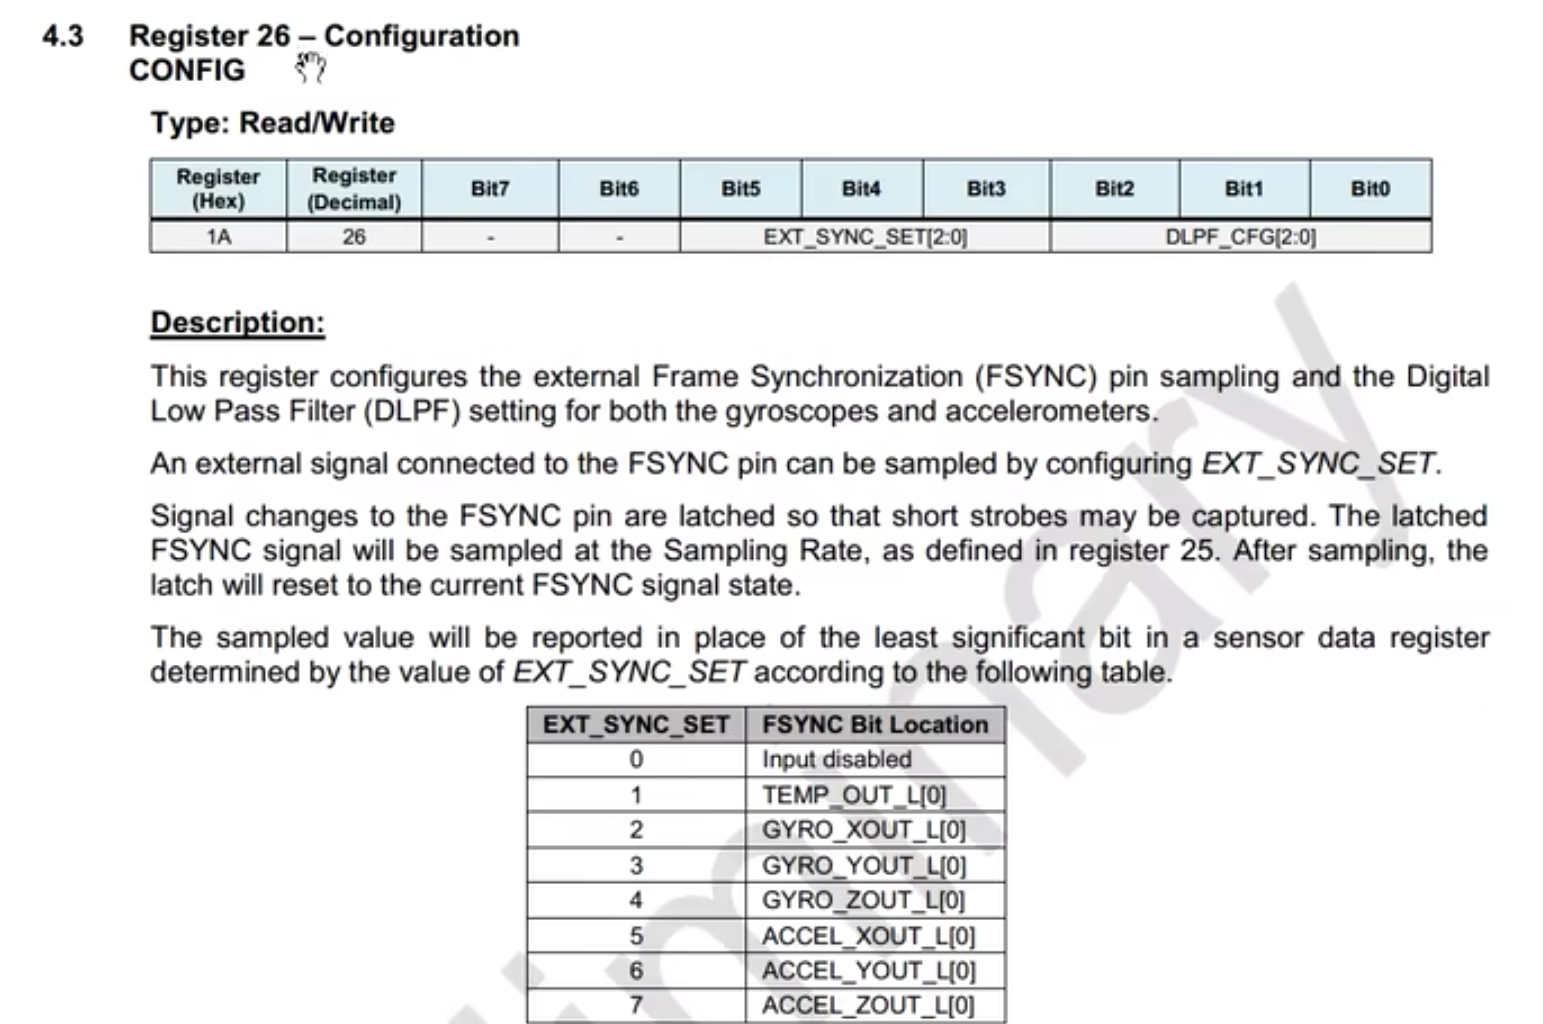 4.3 Register 26 – Configuration
CONFIG
Type: Read/Write
Register (Hex) Register (Decimal) Bit7 Bit6 Bit5 Bit4 Bit3 Bit2 Bit1 Bit0
1A 26 - - EXT_SYNC_SET[2:0] DLPF_CFG[2:0]
Description:
This register configures the external Frame Synchronization (FSYNC) pin sampling and the Digital
Low Pass Filter (DLPF) setting for both the gyroscopes and accelerometers.
An external signal connected to the FSYNC pin can be sampled by configuring EXT_SYNC_SET.
Signal changes to the FSYNC pin are latched so that short strobes may be captured. The latched
FSYNC signal will be sampled at the Sampling Rate, as defined in register 25. After sampling, the
latch will reset to the current FSYNC signal state.
The sampled value will be reported in place of the least significant bit in a sensor data register
determined by the value of EXT_SYNC_SET according to the following table.
EXT_SYNC_SET FSYNC Bit Location
0 Input disabled
1 TEMP_OUT_L[0]
2 GYRO_XOUT_L[0]
3 GYRO_YOUT_L[0]
4 GYRO_ZOUT_L[0]
5 ACCEL_XOUT_L[0]
6 ACCEL_YOUT_L[0]
7 ACCEL_ZOUT_L[0]